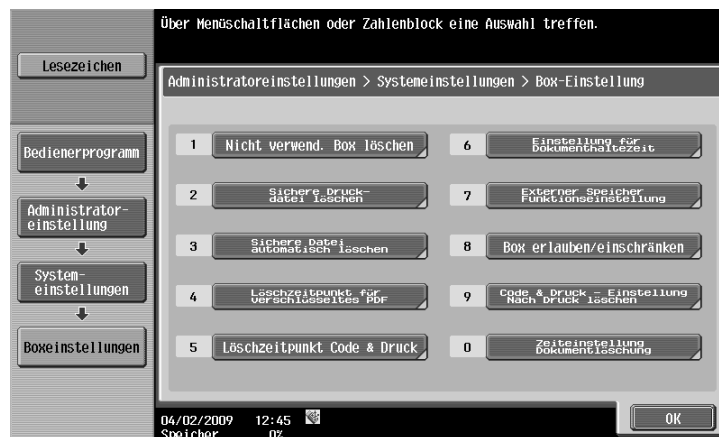 Über Menüschaltflächen oder Zahlenblock eine Auswahl treffen.
Lesezeichen
Administratoreinstellungen > Systemeinstellungen > Box-Einstellung
Bedienerprogramm
Administrator-
einstellung
System-
einstellungen
Boxeinstellungen
1 Nicht verwend. Box löschen
2 Sichere Druck-
datei löschen
3 Sichere Datei
automatisch löschen
4 Löschzeitpunkt für
verschlüsseltes PDF
5 Löschzeitpunkt Code & Druck
6 Einstellung für
Dokumenthaltezeit
7 Externer Speicher
Funktionseinstellung
8 Box erlauben/einschränken
9 Code & Druck - Einstellung
Nach Druck löschen
0 Zeiteinstellung
Dokumentlöschung
04/02/2009 12:45
Speicher 0%
OK